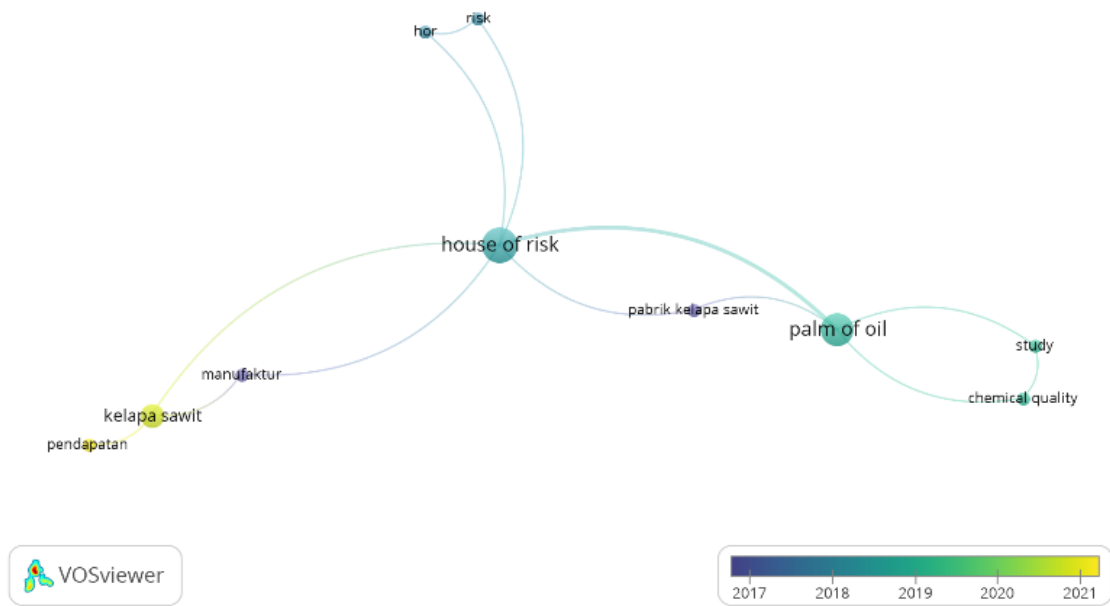 risk
hor
house of risk
pabrik kelapa sawit
palm of oil
study
manufaktur
chemical quality
kelapa sawit
pendapatan
VOSviewer
2017 2018 2019 2020 2021